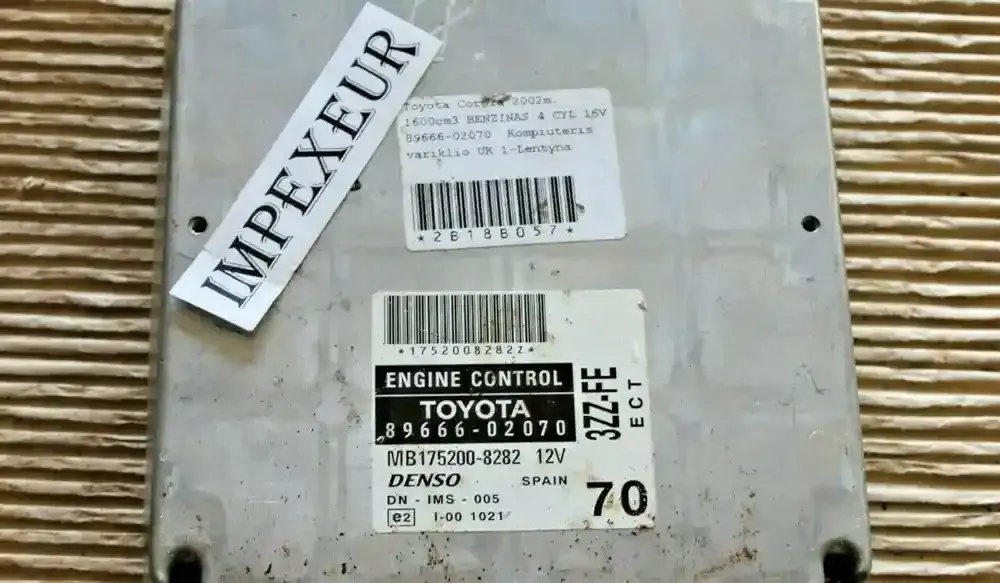 IMPEXEUR
Toyota Corola 2002m.
1600cm3 BENZINAS 4 CYL 16V
89666-02070 Kompiuteris
variklio UK 1-Lentyna
*2B18B057*
*1752008282Z*
ENGINE CONTROL
TOYOTA
89666-02070
MB175200-8282 12V
DENSO SPAIN
DN - IMS - 005
e2 I-00 1021
3ZZ-FE
ECT
70